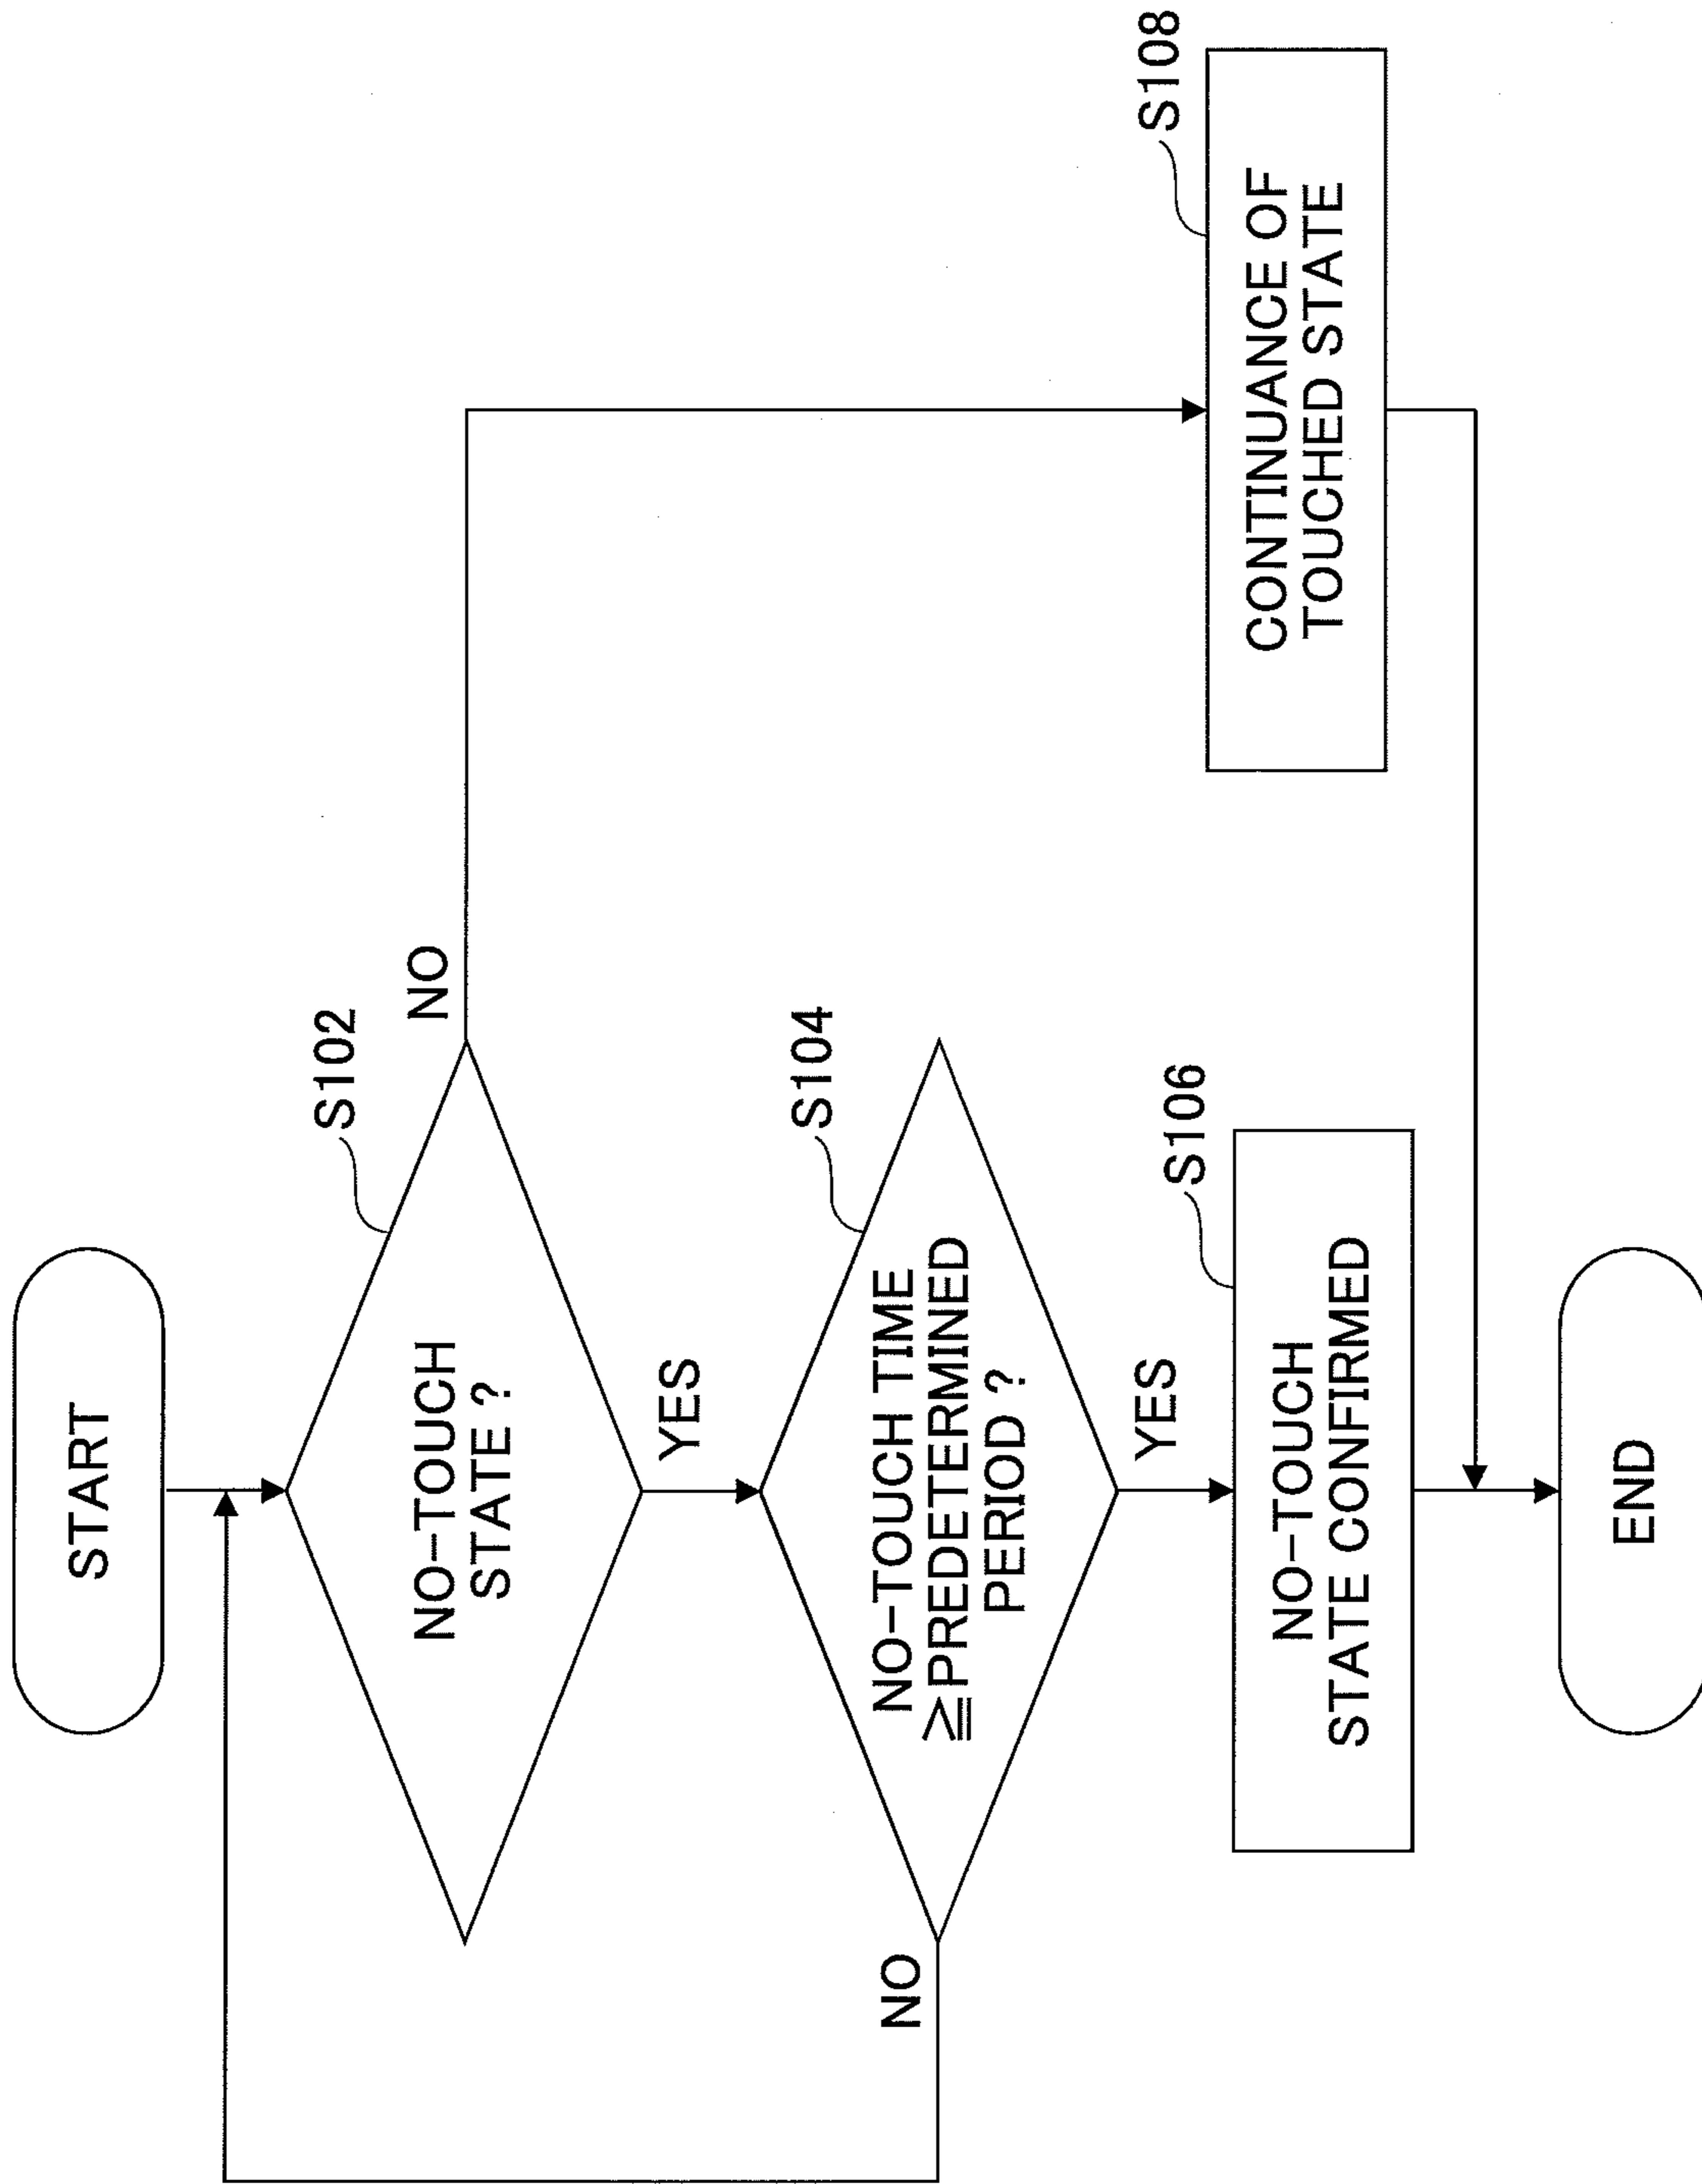 START
S102
NO-TOUCH
STATE ?
NO
YES
S104
NO-TOUCH TIME
≧PREDETERMINED
PERIOD ?
NO
YES
S106
NO-TOUCH
STATE CONFIRMED
S108
CONTINUANCE OF
TOUCHED STATE
END